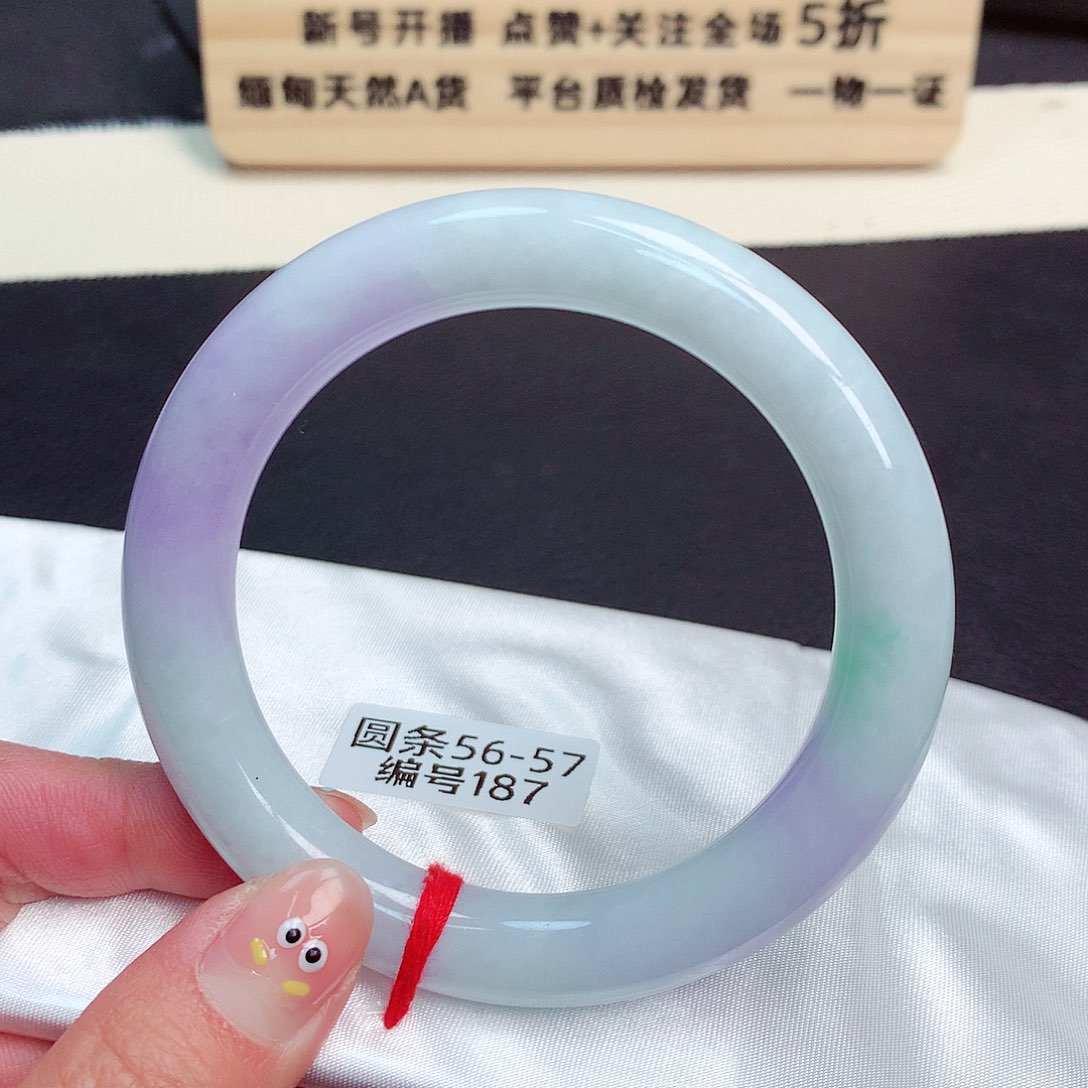 新号开播 点赞+关注全场5折
缅甸天然A货 平台质检发货 一物一证
圆条56-57
编号187